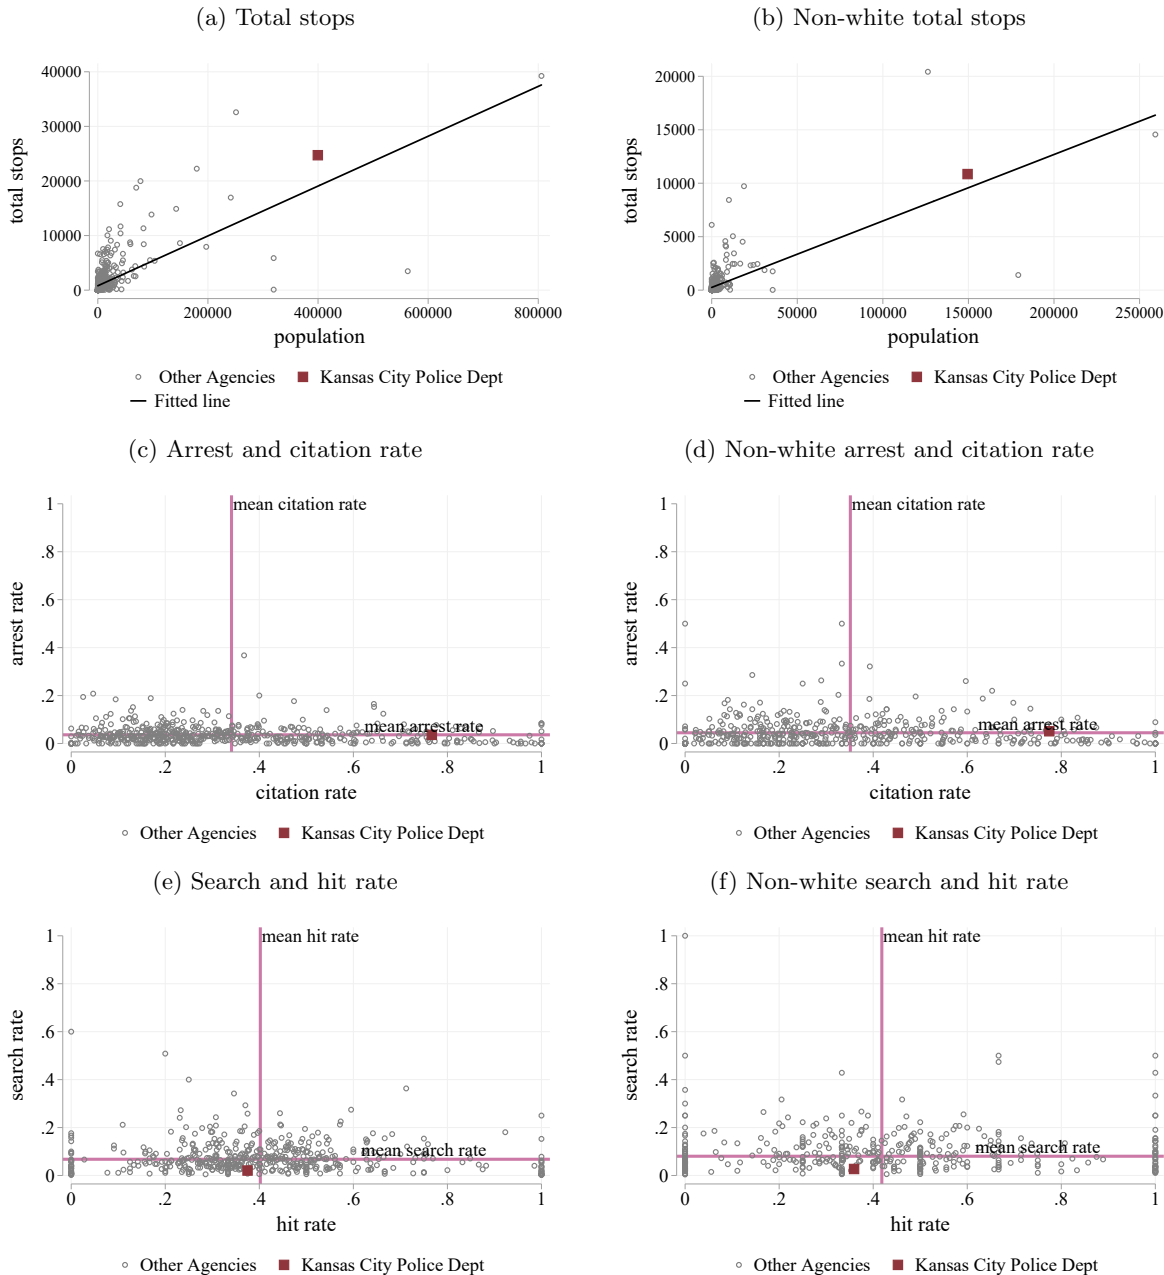 (a) Total stops
(b) Non-white total stops
total stops
40000
30000
20000
10000
0
0 200000 400000 600000 800000
population
Other Agencies Kansas City Police Dept
Fitted line
total stops
20000
15000
10000
5000
0
0 50000 100000 150000 200000 250000
population
Other Agencies Kansas City Police Dept
Fitted line
(c) Arrest and citation rate
(d) Non-white arrest and citation rate
arrest rate
1
.8
.6
.4
.2
0
mean citation rate
mean arrest rate
0 .2 .4 .6 .8 1
citation rate
Other Agencies Kansas City Police Dept
arrest rate
1
.8
.6
.4
.2
0
mean citation rate
mean arrest rate
0 .2 .4 .6 .8 1
citation rate
Other Agencies Kansas City Police Dept
(e) Search and hit rate
(f) Non-white search and hit rate
search rate
1
.8
.6
.4
.2
0
mean hit rate
mean search rate
0 .2 .4 .6 .8 1
hit rate
Other Agencies Kansas City Police Dept
search rate
1
.8
.6
.4
.2
0
mean hit rate
mean search rate
0 .2 .4 .6 .8 1
hit rate
Other Agencies Kansas City Police Dept